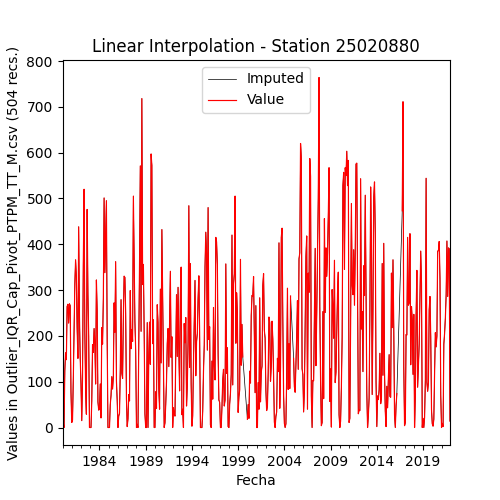 Linear Interpolation - Station 25020880
Values in Outlier_IQR_Cap_Pivot_PTPM_TT_M.csv (504 recs.)
800
700
600
500
400
300
200
100
0
Imputed
Value
1984 1989 1994 1999 2004 2009 2014 2019
Fecha